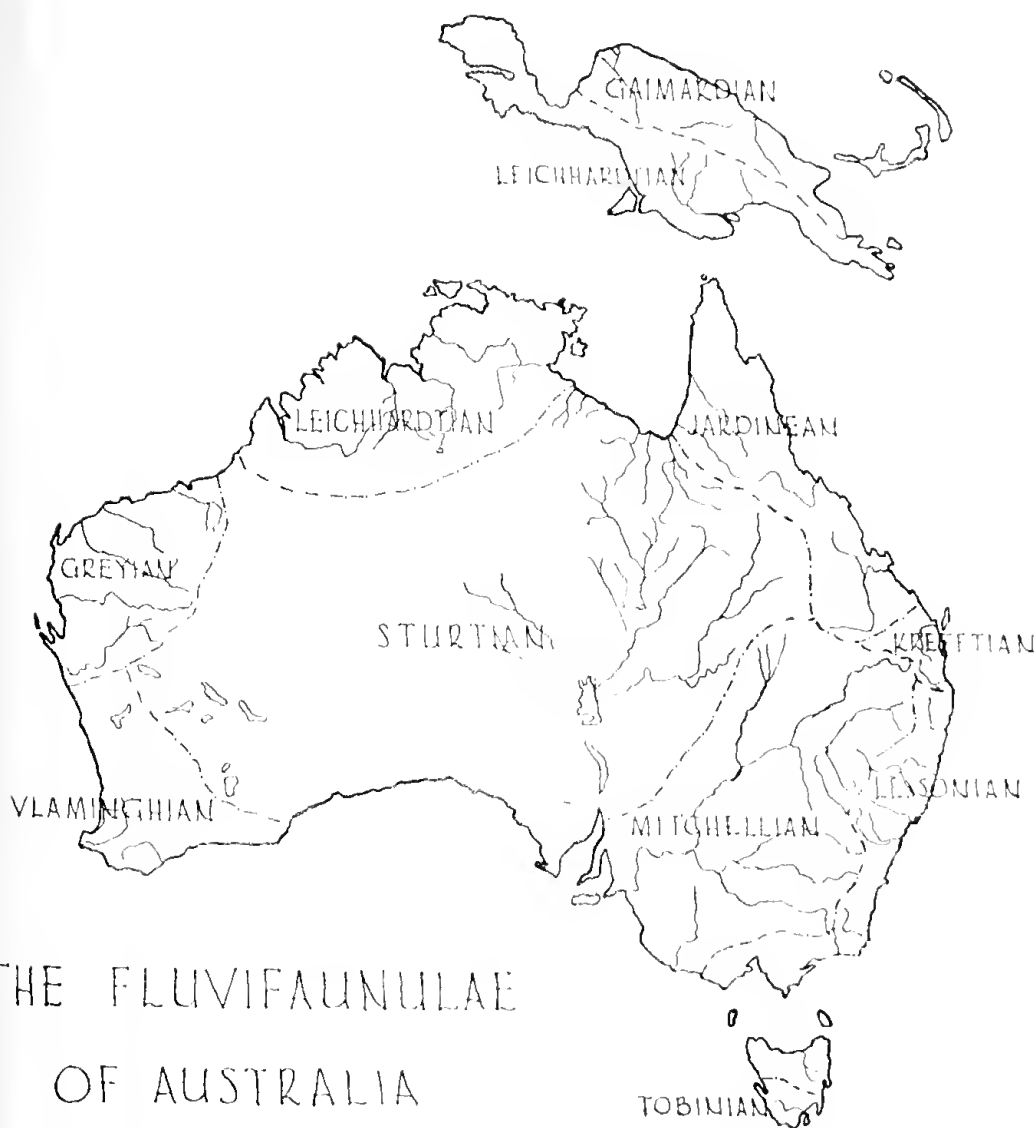 GAIMARDIAN
LEICHHARDTIAN
LEICHHARDTIAN
JARDINEAN
GREYIAN
STURTIAN
KREFFTIAN
VLAMINGHIAN
LESSONIAN
MITCHELLIAN
THE FLUVIFAUNULAE
OF AUSTRALIA
TOBINIAN